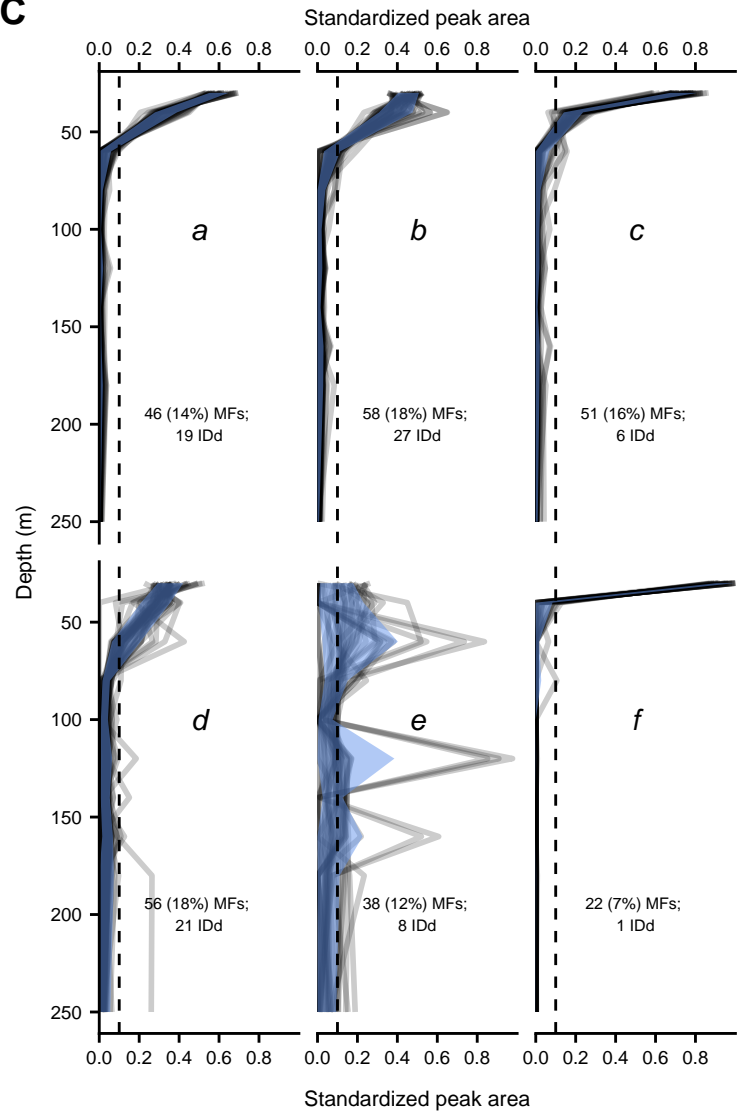 C
Standardized peak area
0.0 0.2 0.4 0.6 0.8 0.0 0.2 0.4 0.6 0.8 0.0 0.2 0.4 0.6 0.8
50
100
150
200
250
a
b
c
46 (14%) MFs;
19 IDd
58 (18%) MFs;
27 IDd
51 (16%) MFs;
6 IDd
Depth (m)
50
100
150
200
250
d
e
f
56 (18%) MFs;
21 IDd
38 (12%) MFs;
8 IDd
22 (7%) MFs;
1 IDd
0.0 0.2 0.4 0.6 0.8 0.0 0.2 0.4 0.6 0.8 0.0 0.2 0.4 0.6 0.8
Standardized peak area